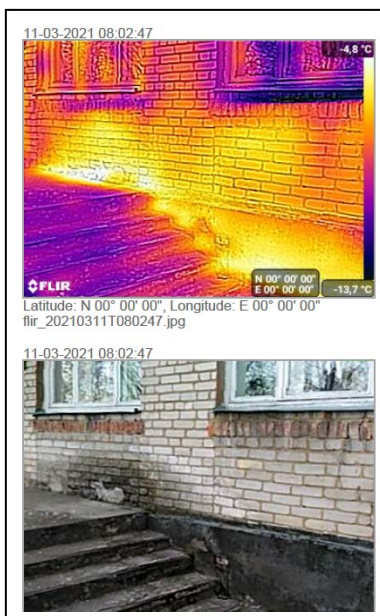 11-03-2021 08:02:47
-4,8 °C
FLIR
N 00° 00' 00"
E 00° 00' 00"
-13,7 °C
Latitude: N 00° 00' 00", Longitude: E 00° 00' 00"
flir_20210311T080247.jpg
11-03-2021 08:02:47